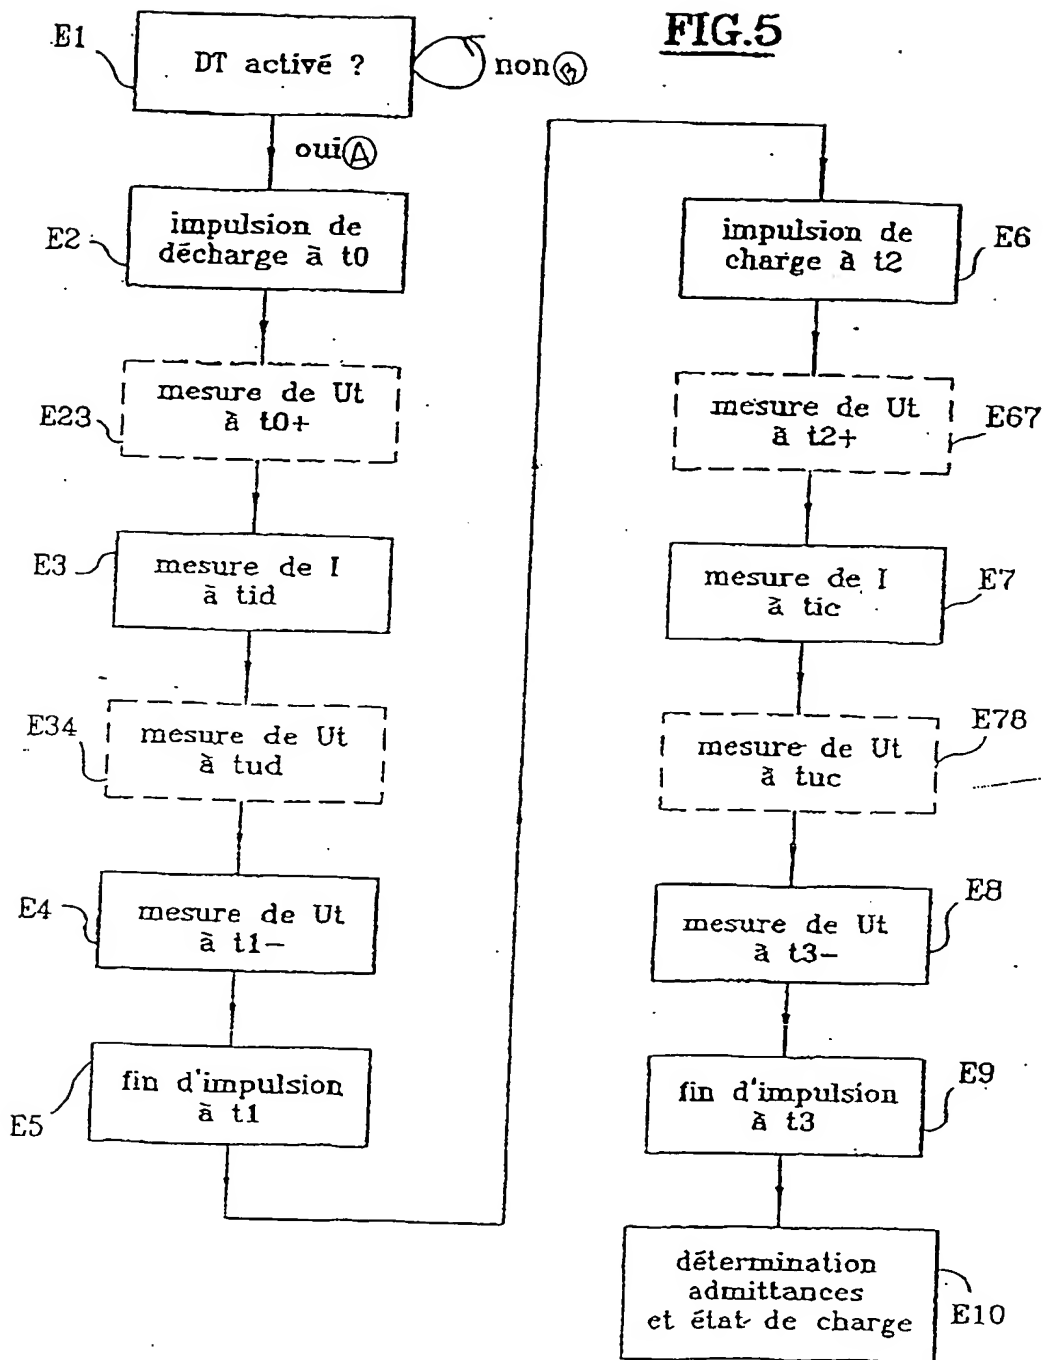 FIG.5
E1
DT activé ?
non Ⓑ
oui Ⓐ
E2
impulsion de
décharge à t0
E23
mesure de Ut
à t0+
E3
mesure de I
à tid
E34
mesure de Ut
à tud
E4
mesure de Ut
à t1-
E5
fin d'impulsion
à t1
impulsion de
charge à t2
E6
mesure de Ut
à t2+
E67
mesure de I
à tic
E7
mesure de Ut
à tuc
E78
mesure de Ut
à t3-
E8
fin d'impulsion
à t3
E9
détermination
admittances
et état de charge
E10